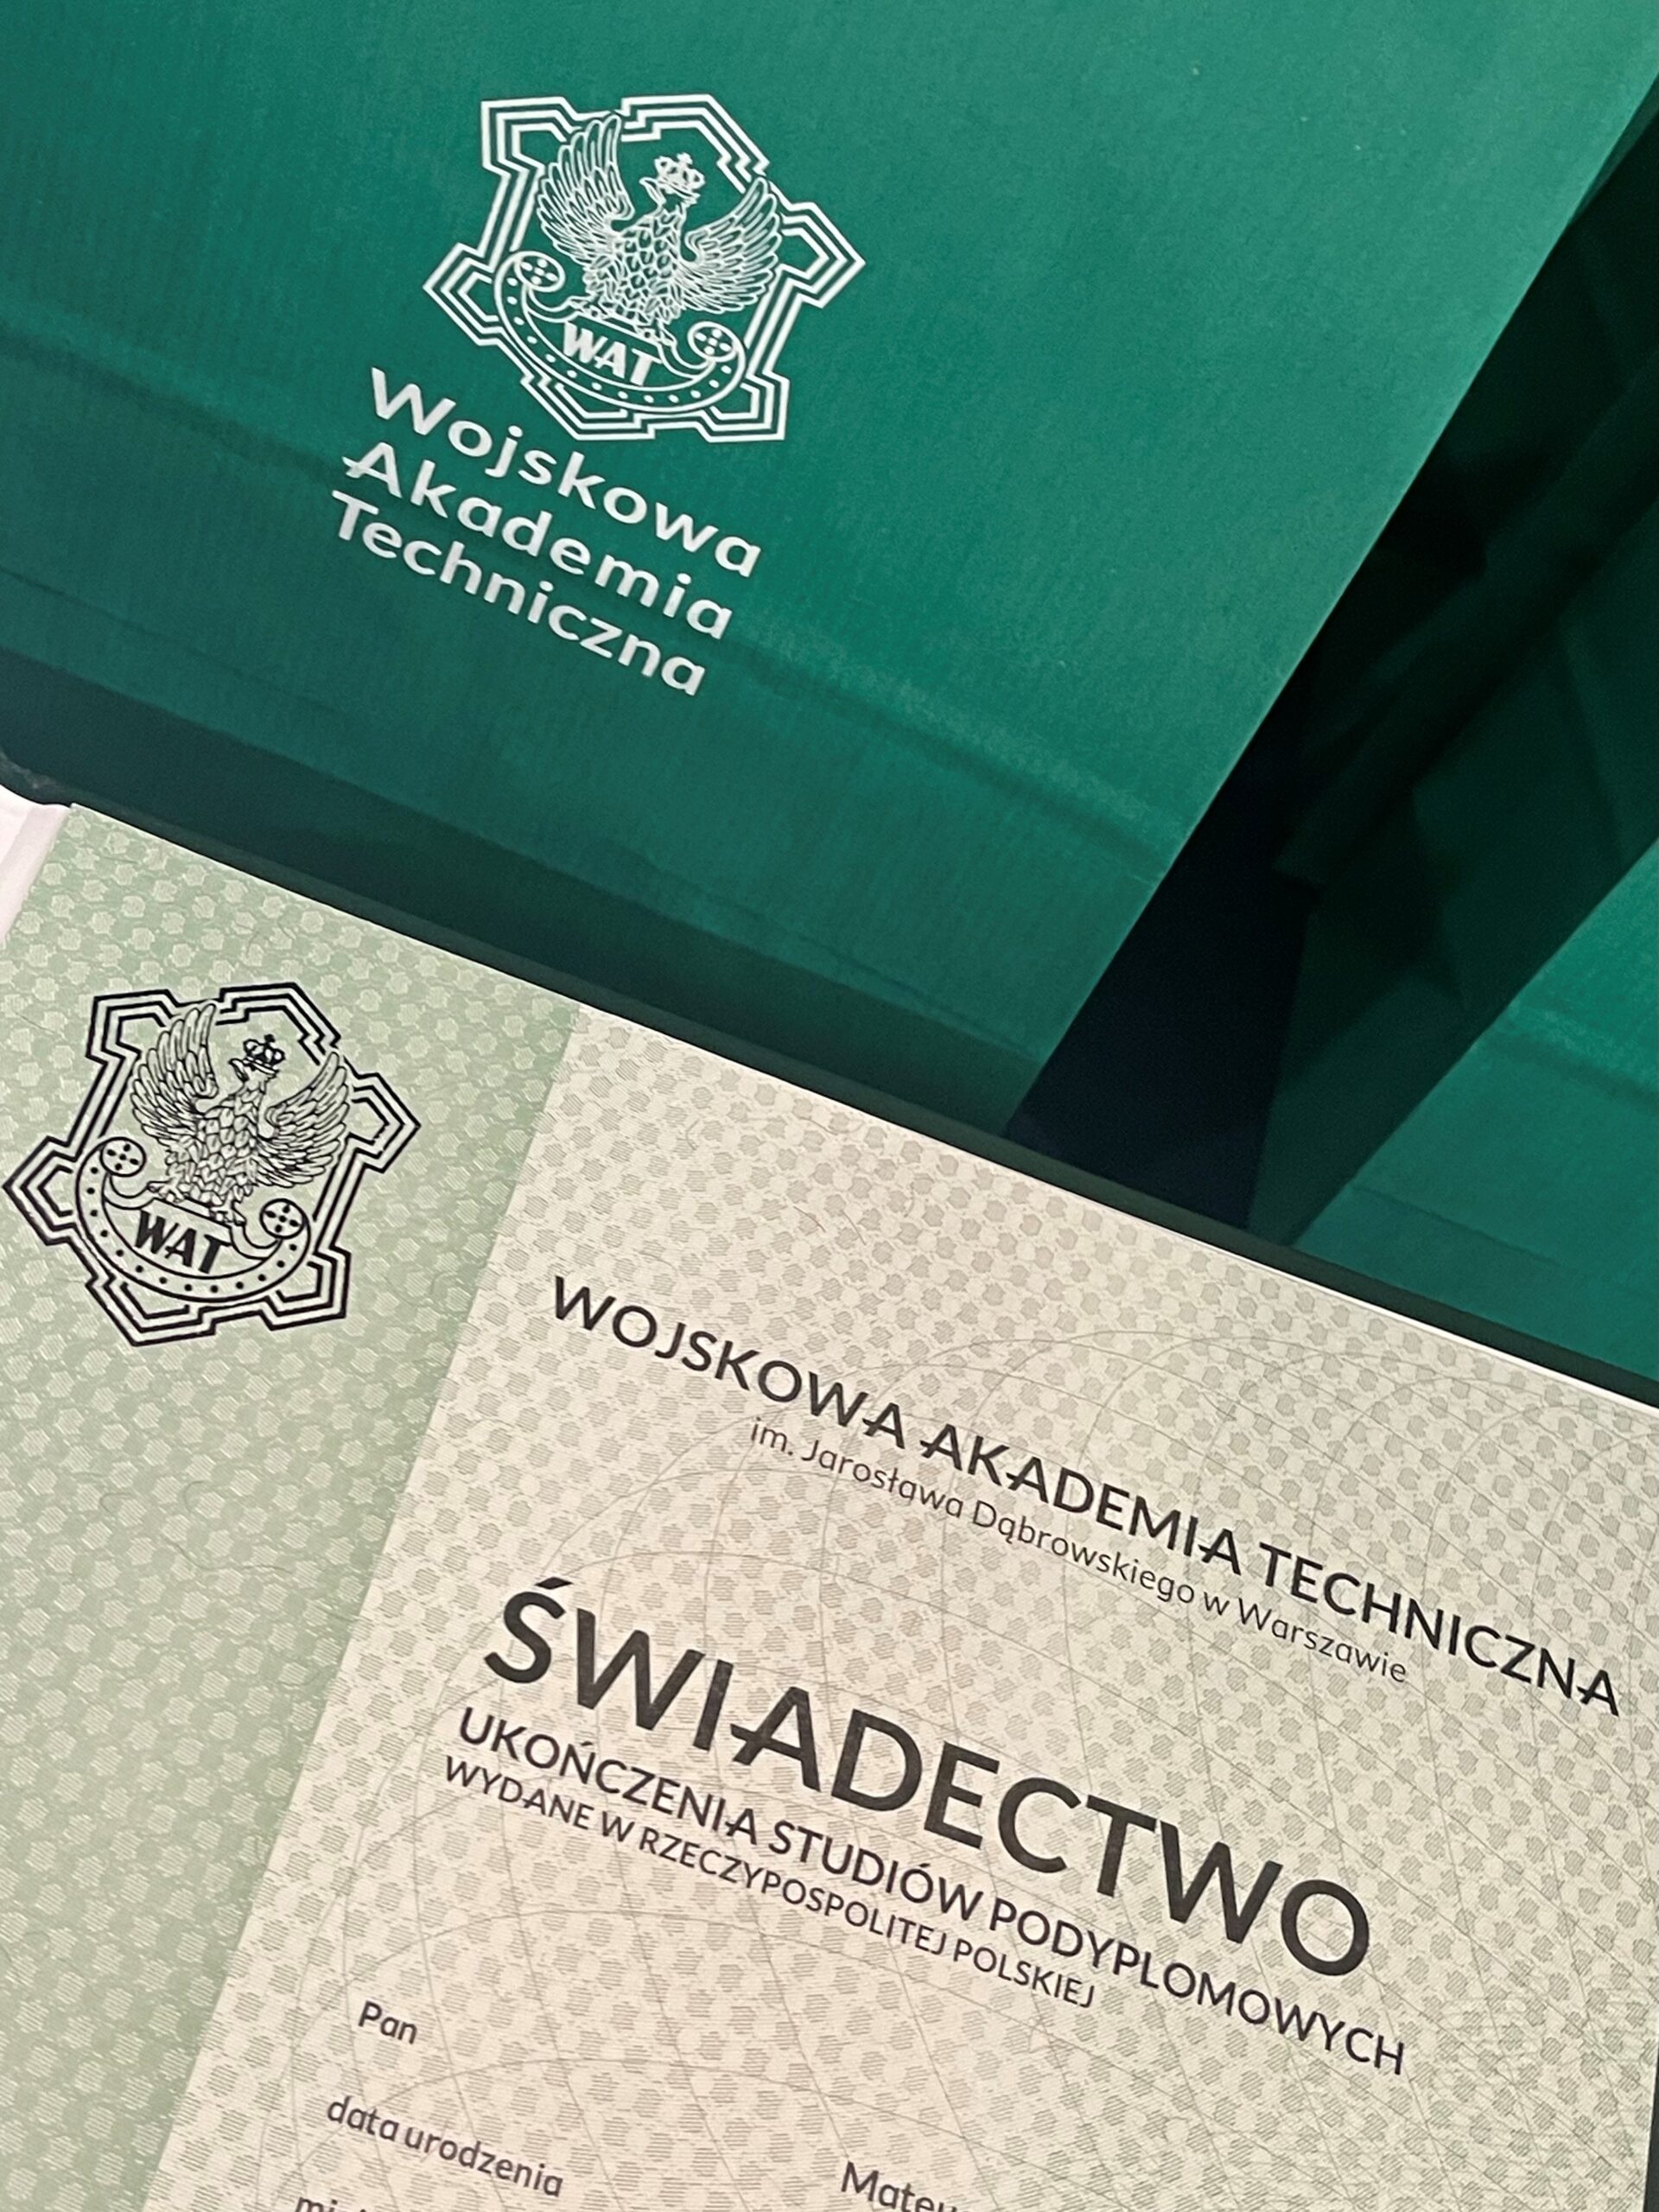 WAT
Wojskowa
Akademia
Techniczna
WAT
WOJSKOWA AKADEMIA TECHNICZNA
im. Jarosława Dąbrowskiego w Warszawie
ŚWIADECTWO
UKOŃCZENIA STUDIÓW PODYPLOMOWYCH
WYDANE W RZECZYPOSPOLITEJ POLSKIEJ
Pan
data urodzenia